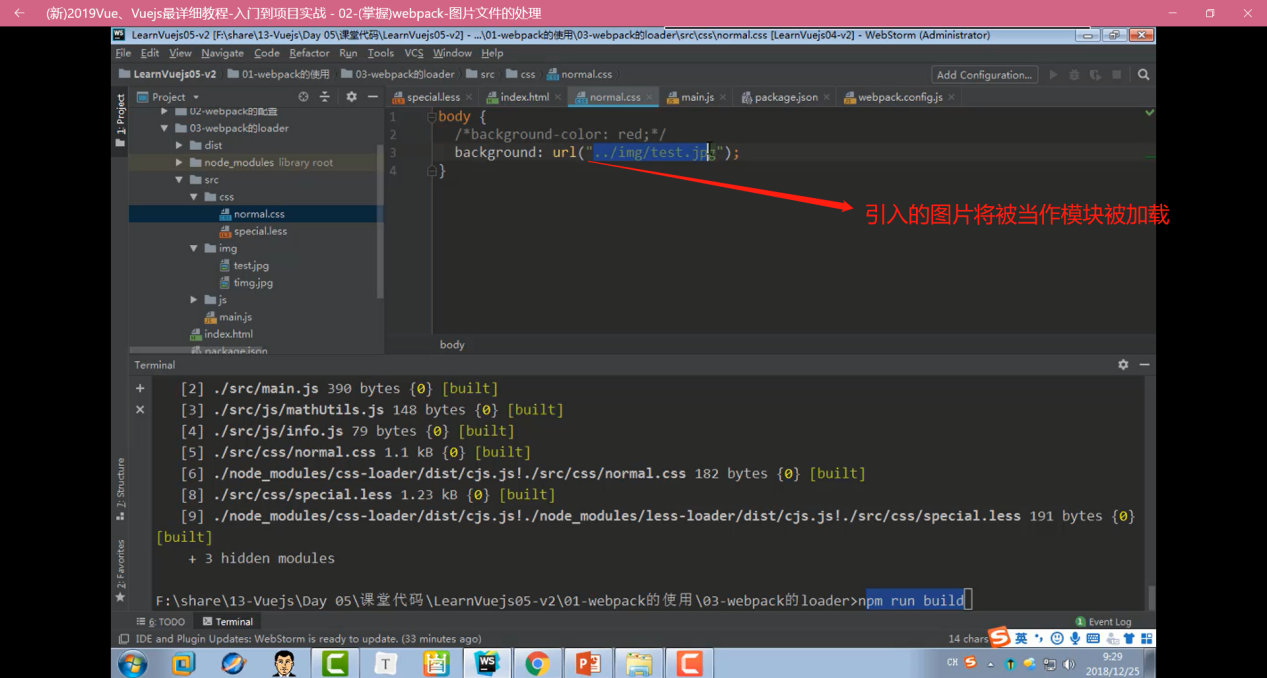 (新)2019Vue、Vuejs最详细教程-入门到项目实战 - 02-(掌握)webpack-图片文件的处理
LearnVuejs05-v2 [F:\share\13-Vuejs\Day 05\课堂代码\LearnVuejs05-v2] - ...\01-webpack的使用\03-webpack的loader\src\css\normal.css [LearnVuejs04-v2] - WebStorm (Administrator)
File Edit View Navigate Code Refactor Run Tools VCS Window Help
LearnVuejs05-v2 01-webpack的使用 03-webpack的loader src css normal.css Add Configuration...
1: Project
Project
special.less index.html normal.css main.js package.json webpack.config.js
02-webpack的配置
03-webpack的loader
dist
node_modules library root
src
css
normal.css
special.less
img
test.jpg
timg.jpg
js
main.js
index.html
package.json
1 body {
2 /*background-color: red;*/
3 background: url("../img/test.jpg");
4 }
引入的图片将被当作模块被加载
body
Terminal
[2] ./src/main.js 390 bytes {0} [built]
[3] ./src/js/mathUtils.js 148 bytes {0} [built]
[4] ./src/js/info.js 79 bytes {0} [built]
[5] ./src/css/normal.css 1.1 kB {0} [built]
[6] ./node_modules/css-loader/dist/cjs.js!./src/css/normal.css 182 bytes {0} [built]
[8] ./src/css/special.less 1.23 kB {0} [built]
[9] ./node_modules/css-loader/dist/cjs.js!./node_modules/less-loader/dist/cjs.js!./src/css/special.less 191 bytes {0}
[built]
+ 3 hidden modules
F:\share\13-Vuejs\Day 05\课堂代码\LearnVuejs05-v2\01-webpack的使用\03-webpack的loader>npm run build
7: Structure
2: Favorites
6: TODO Terminal 1 Event Log
IDE and Plugin Updates: WebStorm is ready to update. (33 minutes ago) 14 chars
英
CH
9:29
2018/12/25